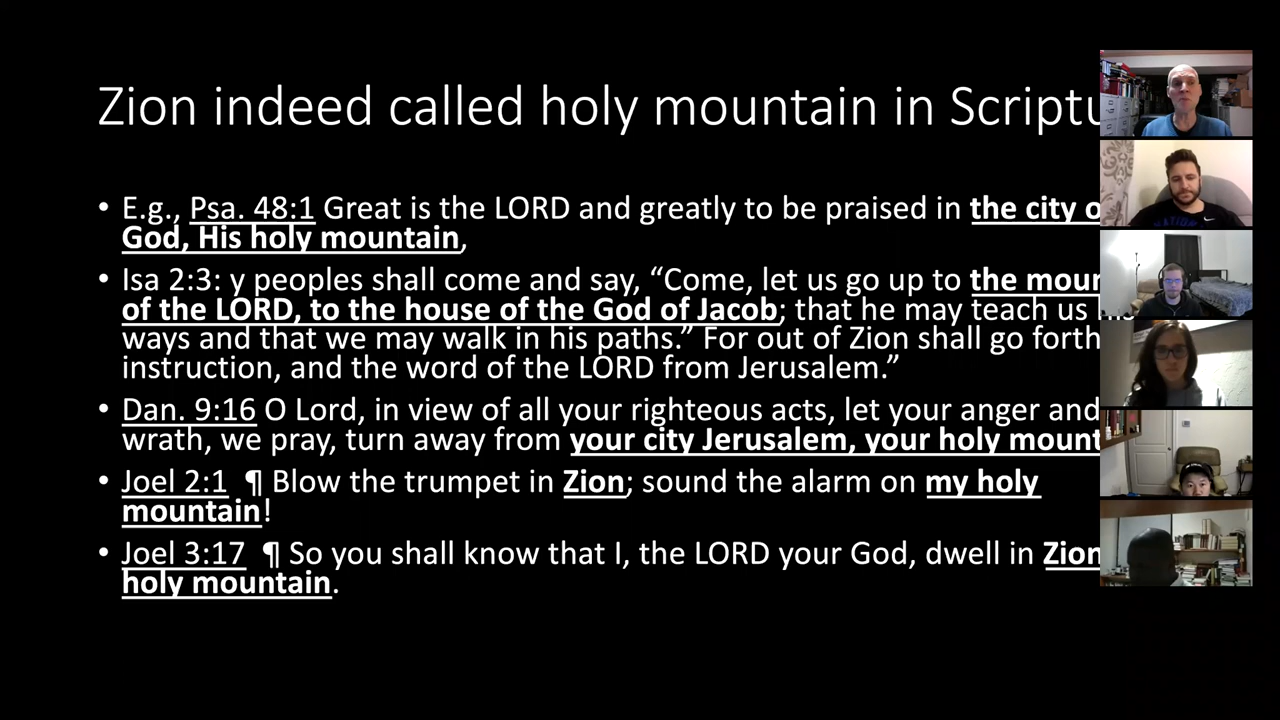 Zion indeed called holy mountain in Scriptu
• E.g., Psa. 48:1 Great is the LORD and greatly to be praised in the city o
God, His holy mountain,
• Isa 2:3: y peoples shall come and say, “Come, let us go up to the moun
of the LORD, to the house of the God of Jacob; that he may teach us his
ways and that we may walk in his paths.” For out of Zion shall go forth
instruction, and the word of the LORD from Jerusalem.”
• Dan. 9:16 O Lord, in view of all your righteous acts, let your anger and
wrath, we pray, turn away from your city Jerusalem, your holy mount
• Joel 2:1 ¶ Blow the trumpet in Zion; sound the alarm on my holy
mountain!
• Joel 3:17 ¶ So you shall know that I, the LORD your God, dwell in Zion
holy mountain.